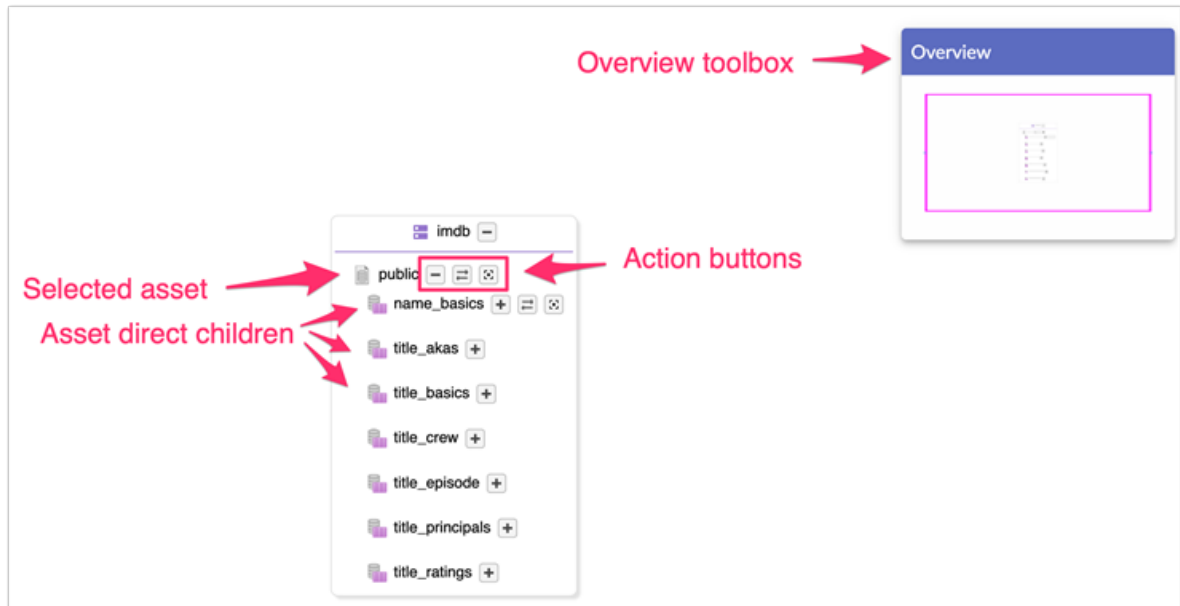 Overview toolbox
Overview
imdb
public
Action buttons
Selected asset
name_basics
Asset direct children
title_akas
title_basics
title_crew
title_episode
title_principals
title_ratings